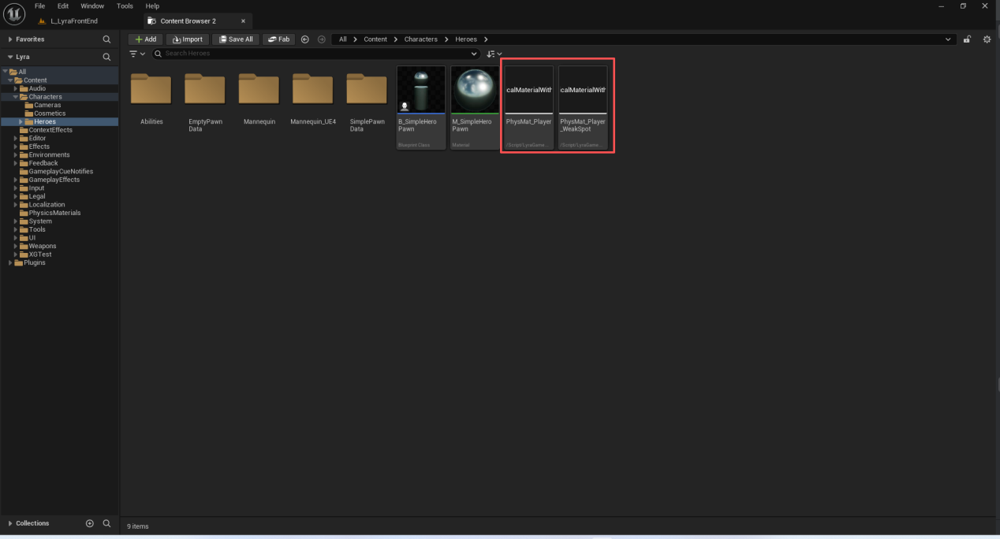 File Edit Window Tools Help
L_LyraFrontEnd
Content Browser 2
Favorites
Add Import Save All Fab All Content Characters Heroes
Lyra
Search Heroes
All
Content
Audio
Characters
Cameras
Cosmetics
Heroes
ContextEffects
Editor
Effects
Environments
Feedback
GameplayCueNotifies
GameplayEffects
Input
Legal
Localization
PhysicsMaterials
System
Tools
UI
Weapons
XGTest
Plugins
Abilities
EmptyPawn
Data
Mannequin
Mannequin_UE4
SimplePawn
Data
B_SimpleHero
Pawn
Blueprint Class
M_SimpleHero
Pawn
Material
calMaterialWith
PhysMat_Player
/Script/LyraGame...
calMaterialWith
PhysMat_Player
_WeakSpot
/Script/LyraGame...
Collections
9 items